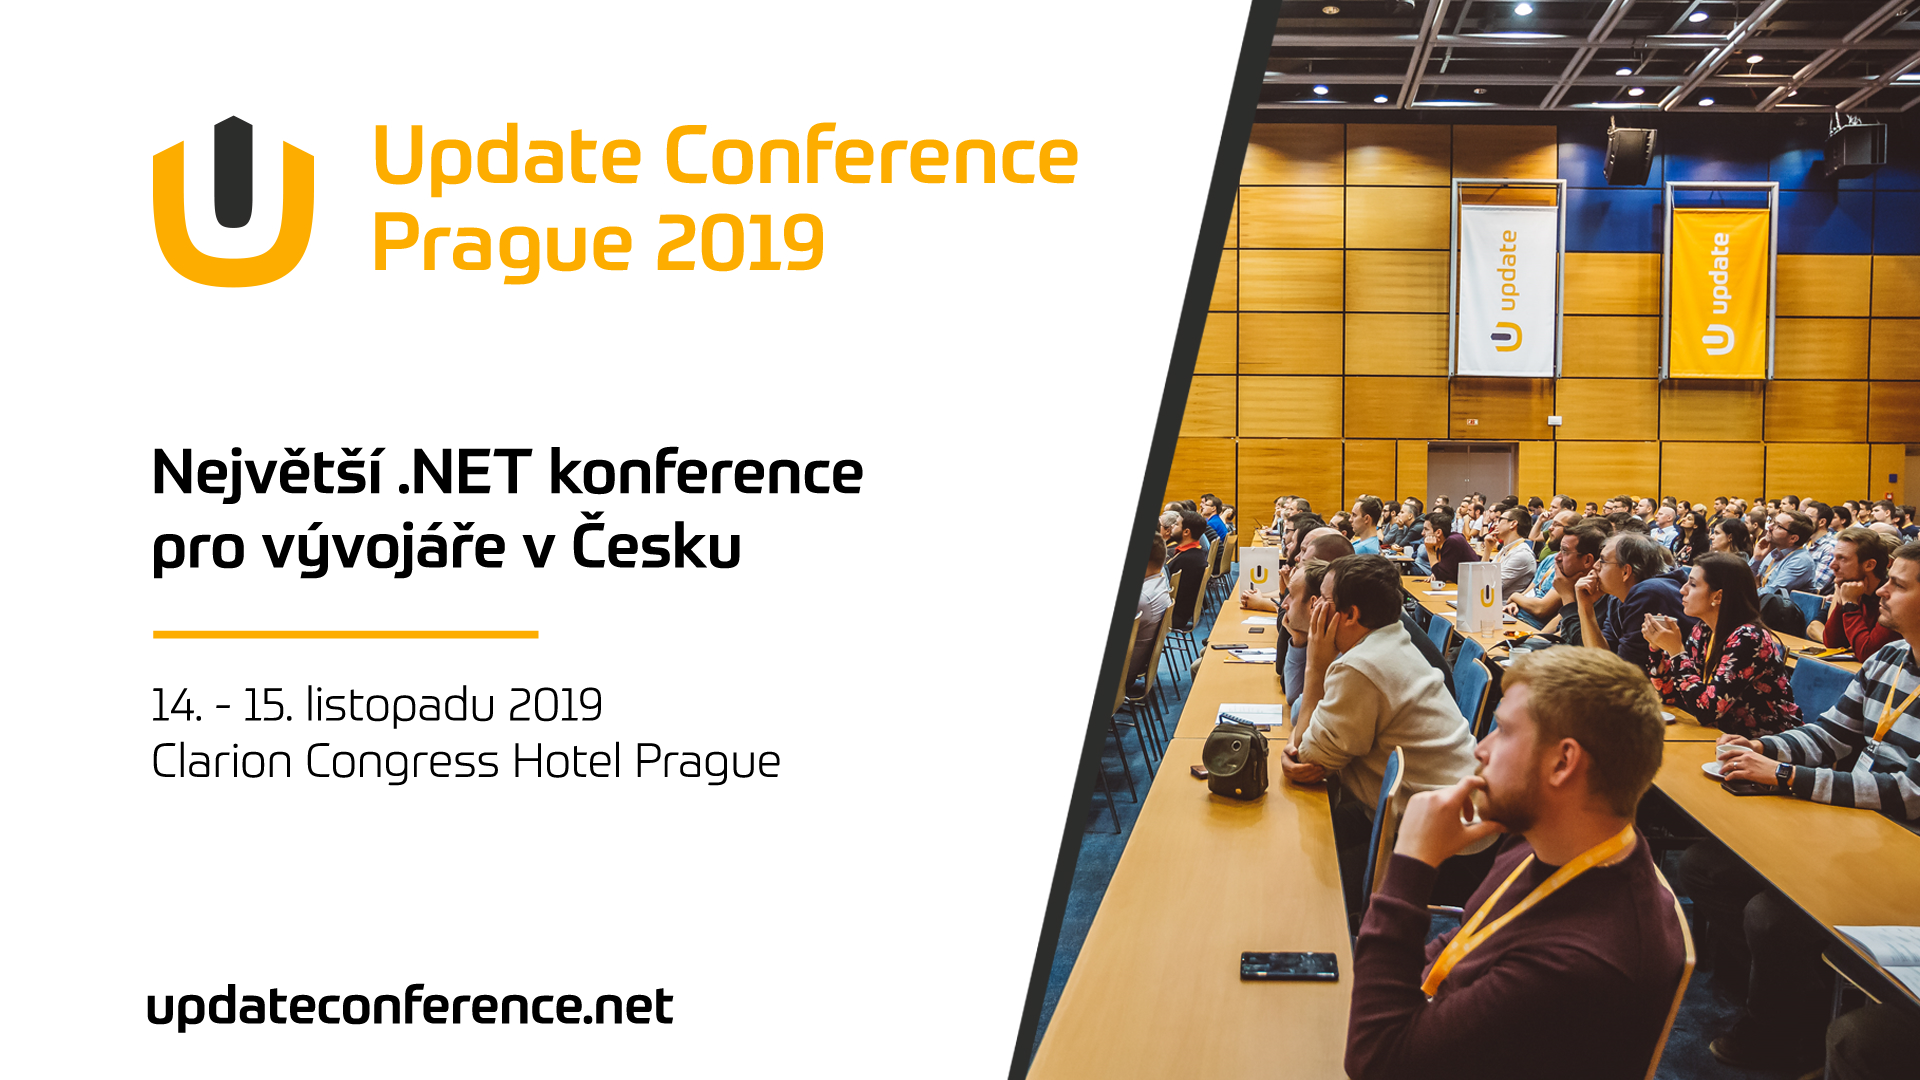 Update Conference
Prague 2019
Největší .NET konference
pro vývojáře v Česku
14. - 15. listopadu 2019
Clarion Congress Hotel Prague
updateconference.net
update
update